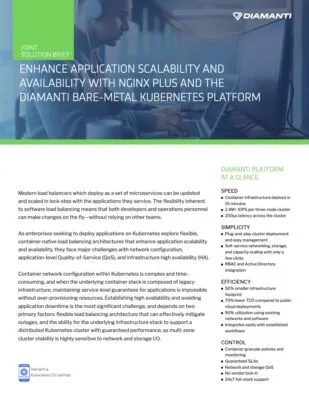 DIAMANTI
JOINT
SOLUTION BRIEF
ENHANCE APPLICATION SCALABILITY AND
AVAILABILITY WITH NGINX PLUS AND THE
DIAMANTI BARE-METAL KUBERNETES PLATFORM
Modern load balancers which deploy as a set of microservices can be updated
and scaled in lock-step with the applications they service. The flexibility inherent
to software load balancing means that both developers and operations personnel
can make changes on the fly—without relying on other teams.
As enterprises seeking to deploying applications on Kubernetes explore flexible,
container-native load balancing architectures that enhance application scalability
and availability, they face major challenges with network configuration,
application-level Quality-of-Service (QoS), and infrastructure high availability (HA).
Container network configuration within Kubernetes is complex and time-
consuming, and when the underlying container stack is composed of legacy
infrastructure, maintaining service level guarantees for applications is impossible
without over-provisioning resources. Establishing high availability and avoiding
application downtime is the most significant challenge, and depends on two
primary factors: flexible load-balancing architecture that can effectively mitigate
outages, and the ability for the underlying infrastructure stack to support a
distributed Kubernetes cluster with guaranteed performance, as multi-zone
cluster stability is highly sensitive to network and storage I/O.
Diamanti is
Kubernetes 1.10 certified
DIAMANTI PLATFORM
AT A GLANCE
SPEED
■ Container infrastructure deploys in
15 minutes
■ 2.4M+ IOPS per three-node cluster
■ 200µs latency across the cluster
SIMPLICITY
■ Plug-and-play cluster deployment
and easy management
■ Self-service networking, storage,
and capacity scaling with only a
few clicks
■ RBAC and Active Directory
integration
EFFICIENCY
■ 50% smaller infrastructure
footprint
■ 70% lower TCO compared to public
cloud deployments
■ 90% utilization using existing
networks and software
■ Integrates easily with established
workflows
CONTROL
■ Container-granular policies and
monitoring
■ Guaranteed SLAs
■ Network and storage QoS
■ No vendor lock-in
■ 24x7 full-stack support